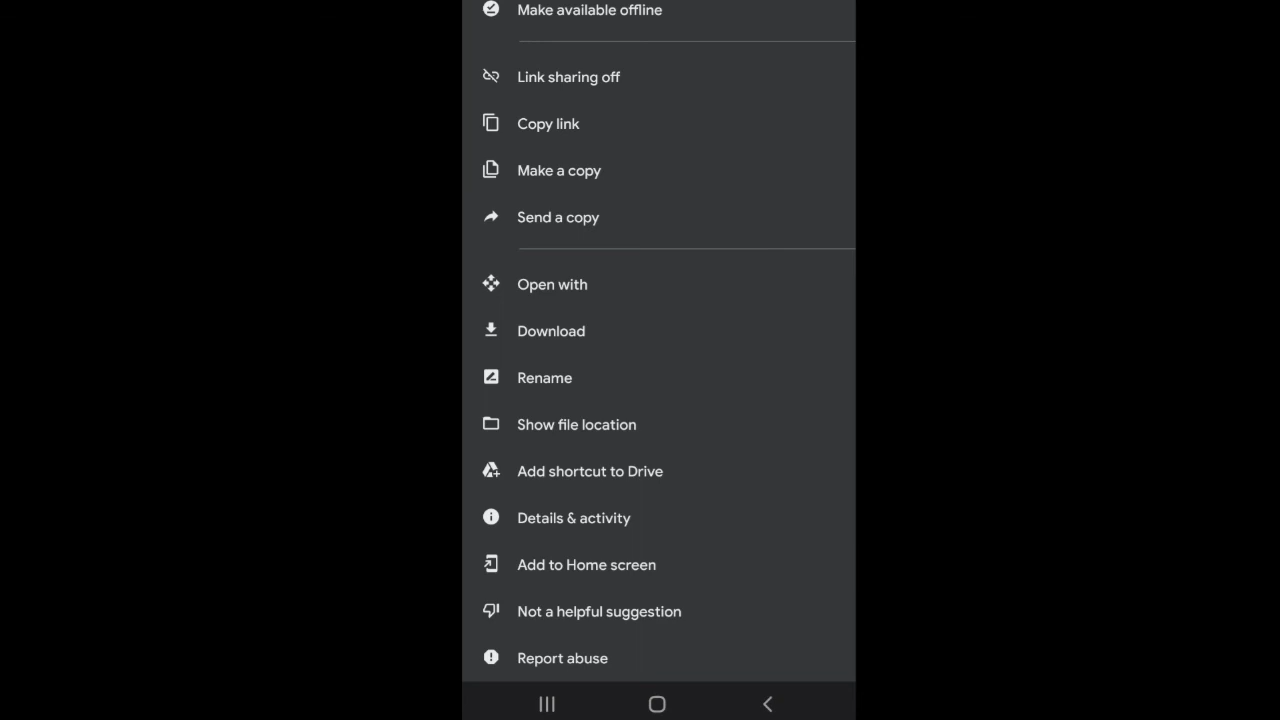 Make available offline
Link sharing off
Copy link
Make a copy
Send a copy
Open with
Download
Rename
Show file location
Add shortcut to Drive
Details & activity
Add to Home screen
Not a helpful suggestion
Report abuse